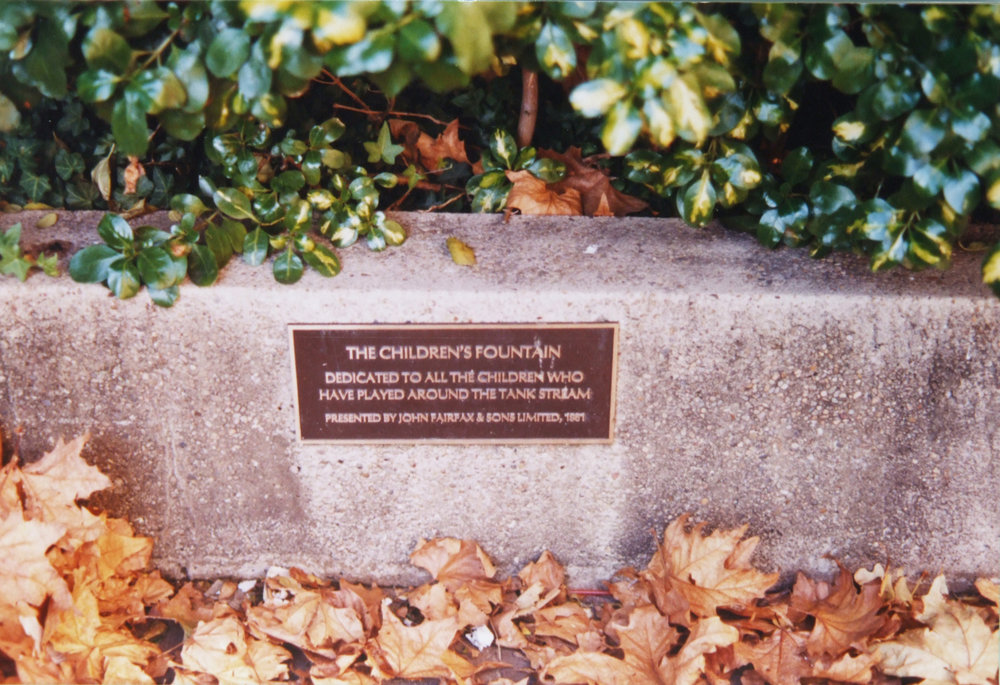 THE CHILDREN'S FOUNTAIN
DEDICATED TO ALL THE CHILDREN WHO
HAVE PLAYED AROUND THE TANK STREAM
PRESENTED BY JOHN FAIRFAX & SONS LIMITED, 1981